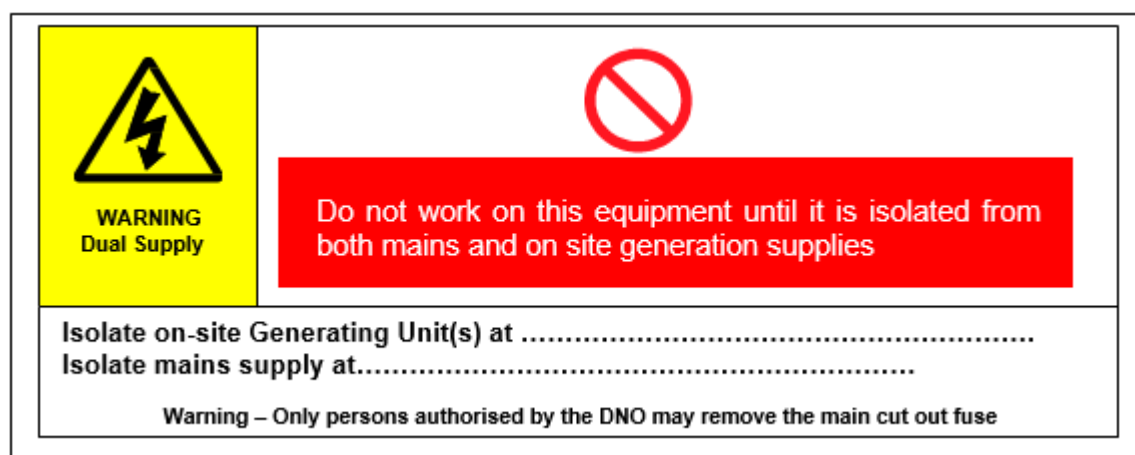 WARNING
Dual Supply
Do not work on this equipment until it is isolated from
both mains and on site generation supplies
Isolate on-site Generating Unit(s) at ……………………………………………………
Isolate mains supply at…………………………………………………………
Warning – Only persons authorised by the DNO may remove the main cut out fuse